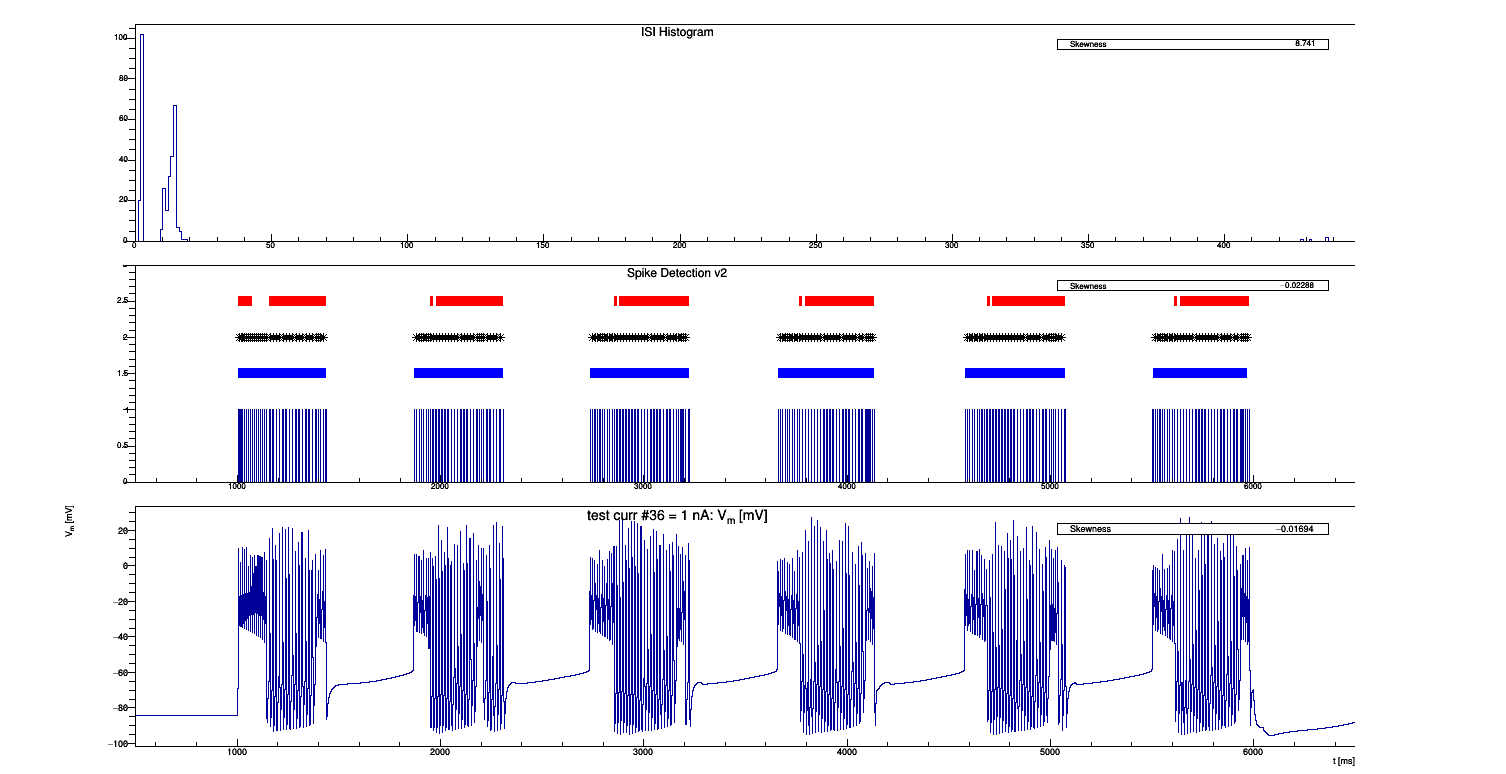 ISI Histogram
Skewness 8.741
100
80
60
40
20
0
0 50 100 150 200 250 300 350 400
Spike Detection v2
Skewness −0.02288
2.5
2
1.5
1
0.5
0
1000 2000 3000 4000 5000 6000
V_m [mV]
test curr #36 = 1 nA: V_m [mV]
Skewness −0.01694
20
0
−20
−40
−60
−80
−100
1000 2000 3000 4000 5000 6000
t [ms]